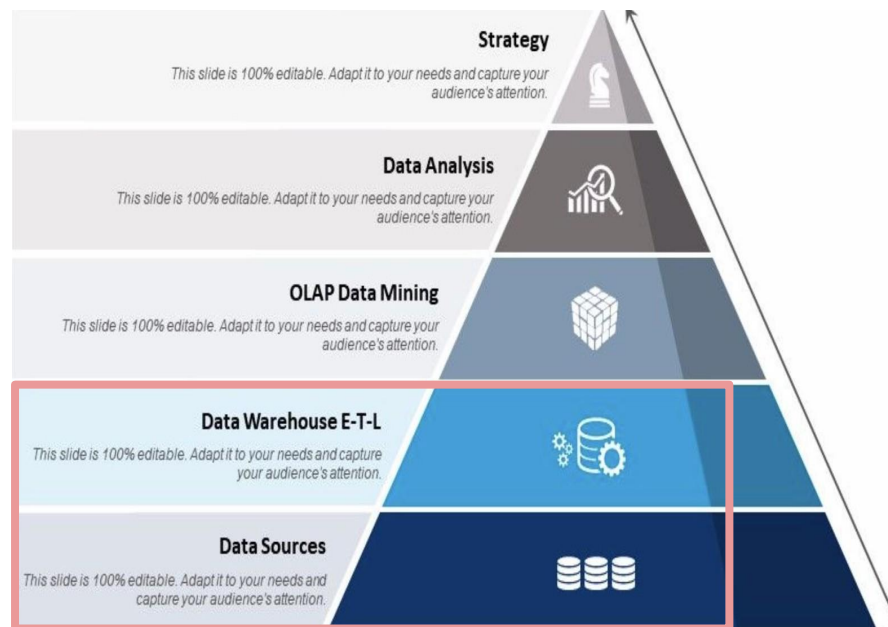 Strategy
This slide is 100% editable. Adapt it to your needs and capture your
audience's attention.
Data Analysis
This slide is 100% editable. Adapt it to your needs and capture your
audience's attention.
OLAP Data Mining
This slide is 100% editable. Adapt it to your needs and capture your
audience's attention.
Data Warehouse E-T-L
This slide is 100% editable. Adapt it to your needs and capture
your audience's attention.
Data Sources
This slide is 100% editable. Adapt it to your needs and
capture your audience's attention.